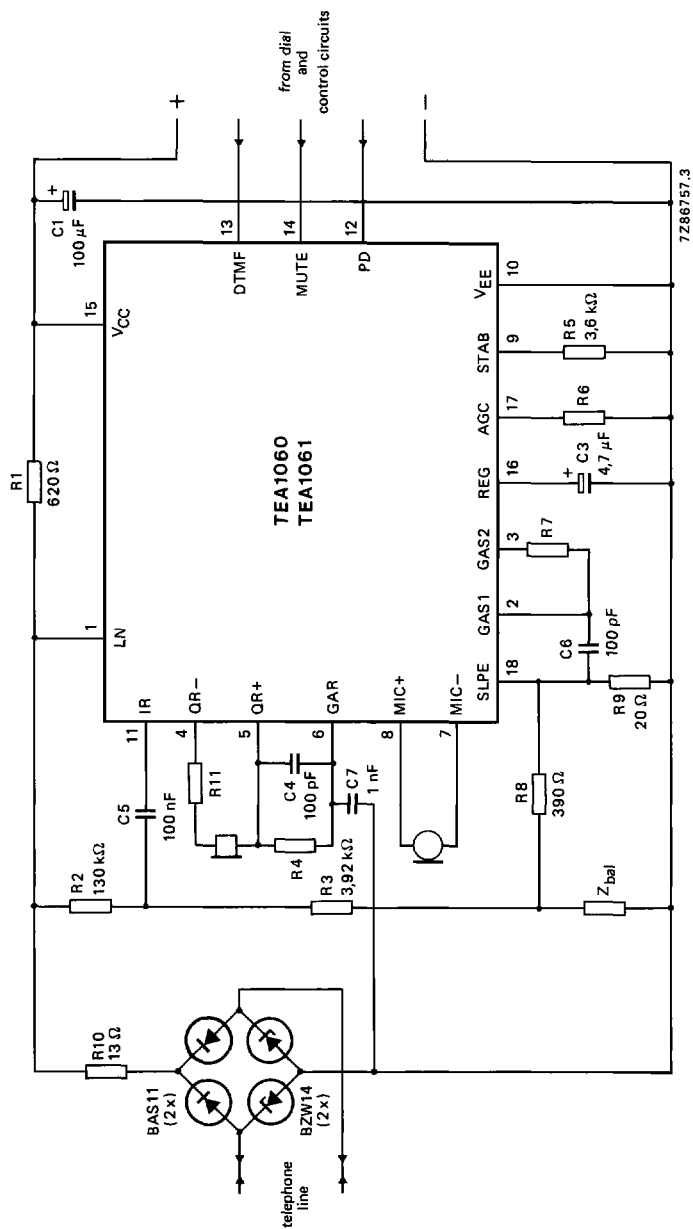 R1
620 Ω
C1
100 µF
+
+
−
from dial
and
control circuits
R10
13 Ω
BAS11
(2x)
BZW14
(2x)
telephone
line
R2
130 kΩ
C5
100 nF
R3
3,92 kΩ
R4
R11
C4
100 pF
C7
1 nF
Zbal
R8
390 Ω
R9
20 Ω
C6
100 pF
R7
C3
+
4,7 µF
R6
R5
3,6 kΩ
TEA1060
TEA1061
1
LN
15
VCC
11
IR
4
QR−
5
QR+
6
GAR
8
MIC+
7
MIC−
13
DTMF
14
MUTE
12
PD
SLPE
18
GAS1
2
GAS2
3
REG
16
AGC
17
STAB
9
VEE
10
7Z86757.3